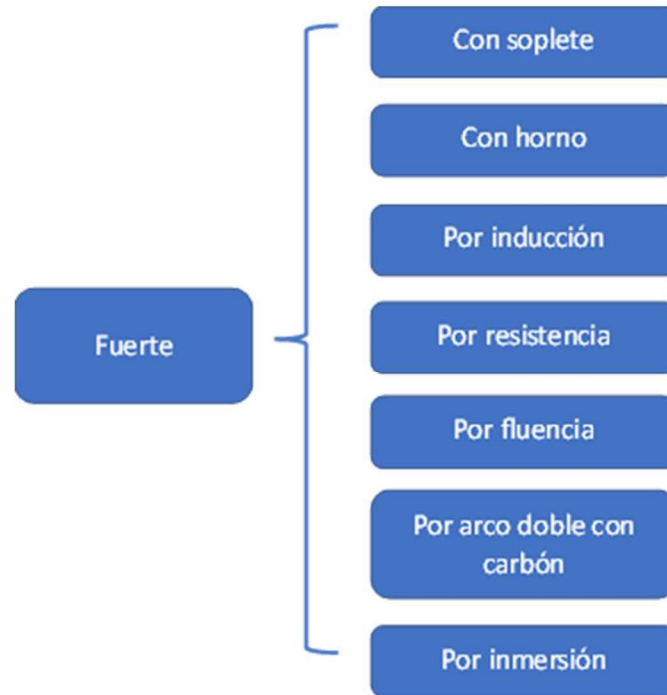 Con soplete
Con horno
Por inducción
Fuerte
Por resistencia
Por fluencia
Por arco doble con
carbón
Por inmersión